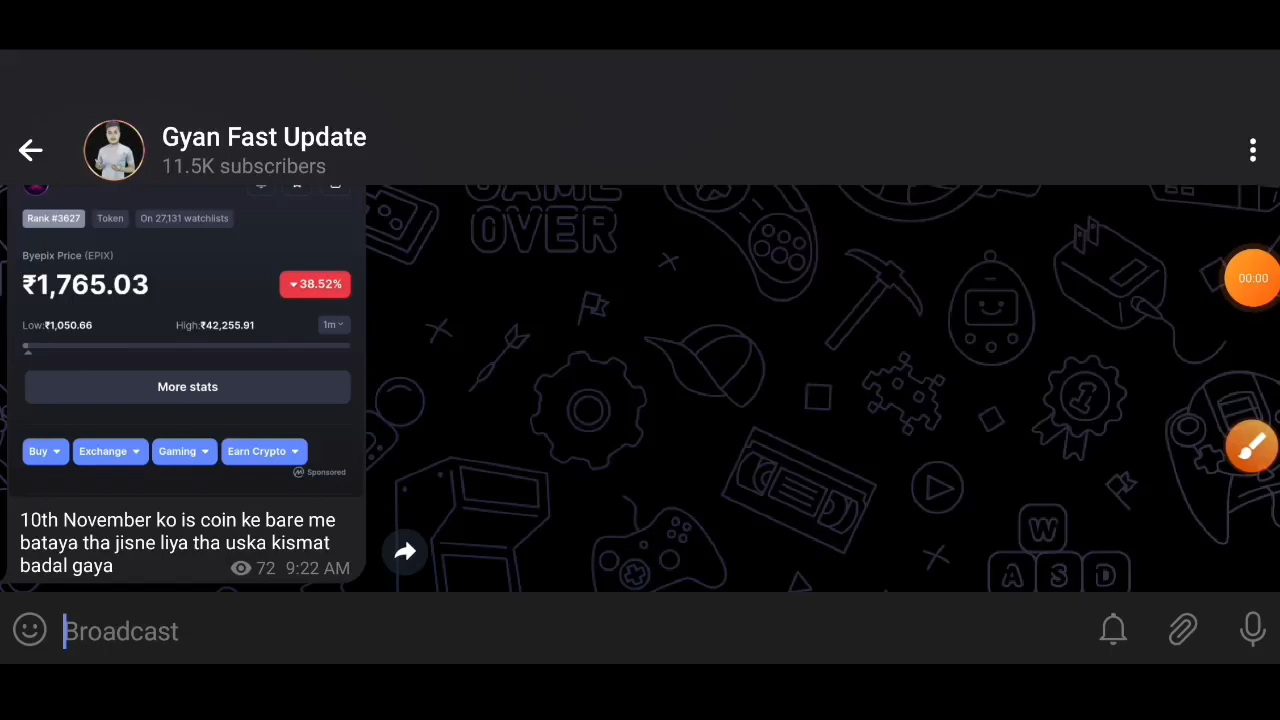 Gyan Fast Update
11.5K subscribers
GAME
OVER
Rank #3627 Token On 27,131 watchlists
Byepix Price (EPIX)
₹1,765.03 38.52%
Low:₹1,050.66 High:₹42,255.91 1m
More stats
Buy Exchange Gaming Earn Crypto
Sponsored
10th November ko is coin ke bare me
bataya tha jisne liya tha uska kismat
badal gaya 72 9:22 AM
W
A S D
1
Broadcast
00:00